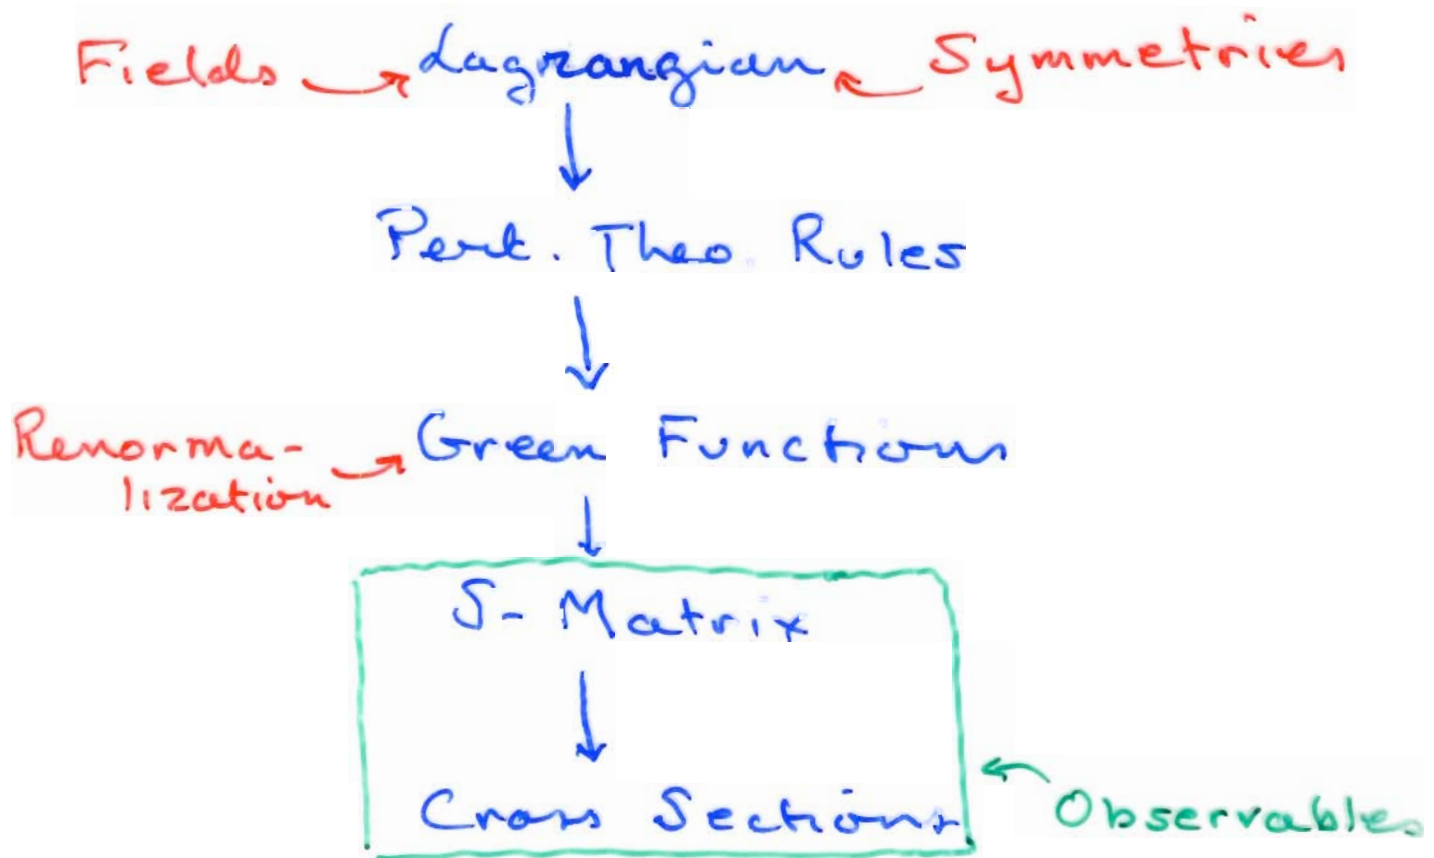 Fields Lagrangian Symmetries
Pert. Theo. Rules
Renorma-
lization
Green Functions
S-Matrix
Cross Sections
Observables